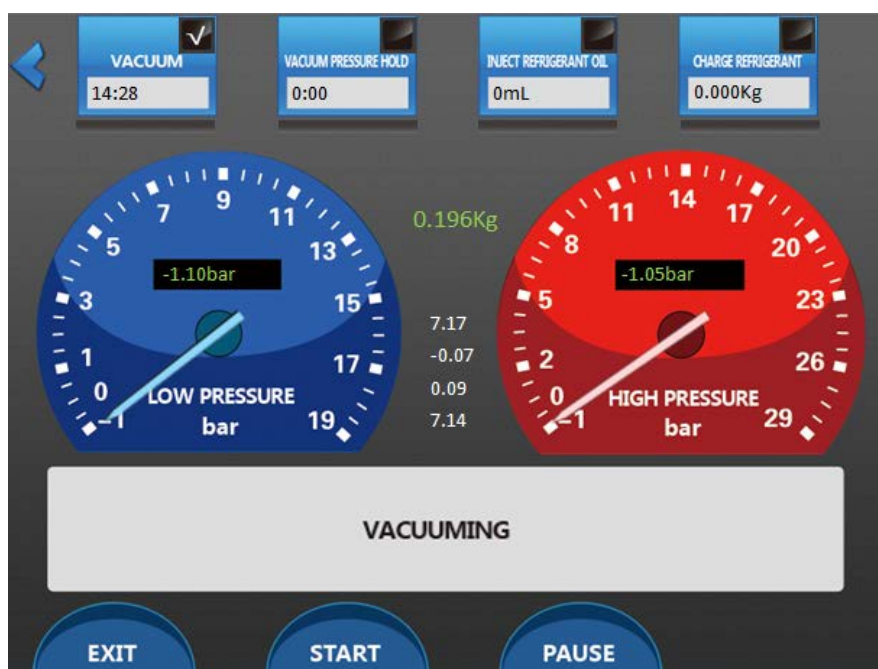 √
VACUUM
14:28
VACUUM PRESSURE HOLD
0:00
INJECT REFRIGERANT OIL
0mL
CHARGE REFRIGERANT
0.000Kg
-1
0
1
3
5
7
9
11
13
15
17
19
-1.10bar
LOW PRESSURE
bar
0.196Kg
7.17
-0.07
0.09
7.14
-1
0
2
5
8
11
14
17
20
23
26
29
-1.05bar
HIGH PRESSURE
bar
VACUUMING
EXIT
START
PAUSE